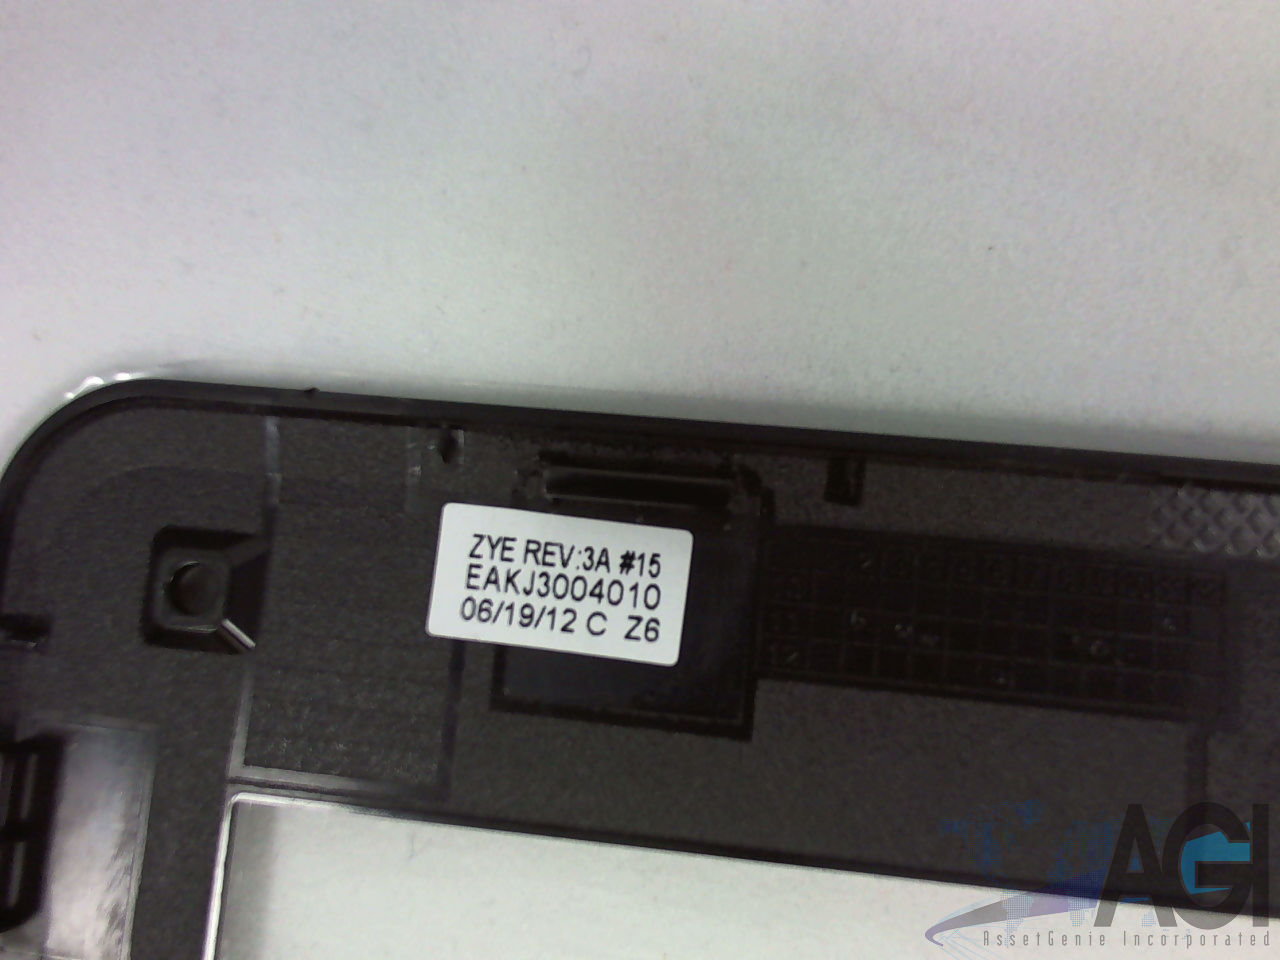 ZYE REV:3A #15
EAKJ3004010
06/19/12 C Z6
AGI
AssetGenie Incorporated